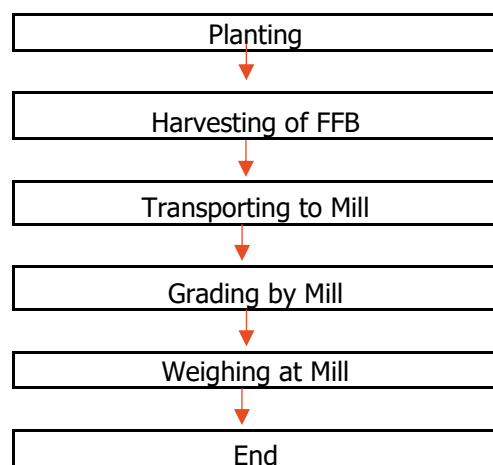 Planting
Harvesting of FFB
Transporting to Mill
Grading by Mill
Weighing at Mill
End